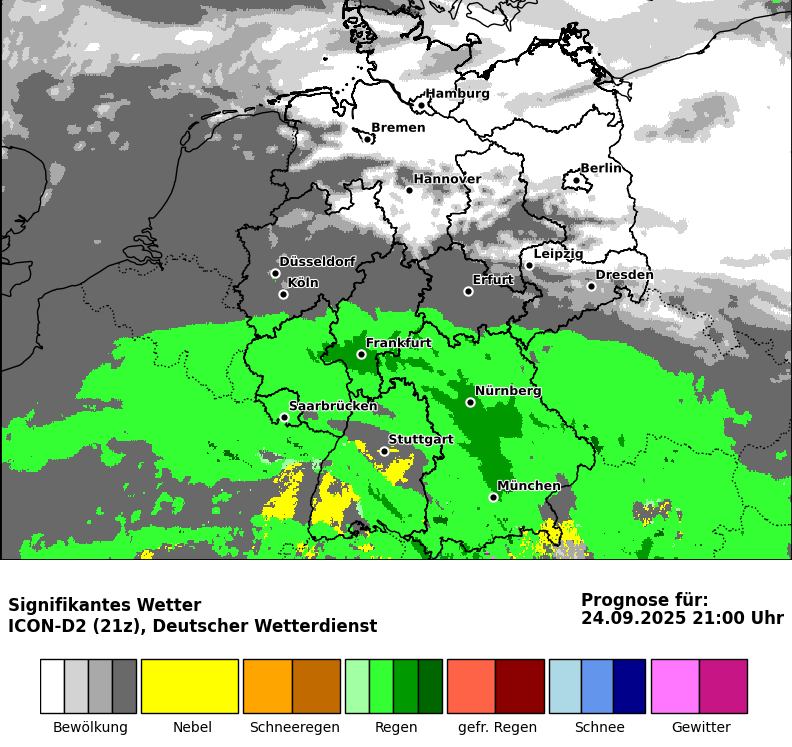 Hamburg
Bremen
Berlin
Hannover
Leipzig
Düsseldorf
Dresden
Köln
Erfurt
Frankfurt
Nürnberg
Saarbrücken
Stuttgart
München
Signifikantes Wetter
ICON-D2 (21z), Deutscher Wetterdienst
Prognose für:
24.09.2025 21:00 Uhr
Bewölkung
Nebel
Schneeregen
Regen
gefr. Regen
Schnee
Gewitter